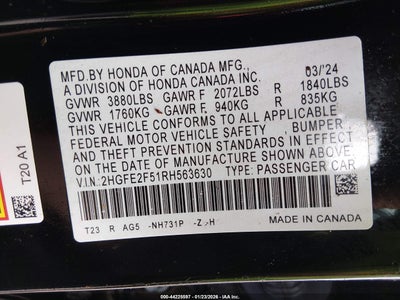 MFD.BY HONDA OF CANADA MFG., 03/'24
A DIVISION OF HONDA CANADA INC.
GVWR 3880LBS GAWR F 2072LBS R 1840LBS
GVWR 1760KG GAWR F, 940KG R 835KG
THIS VEHICLE CONFORMS TO ALL APPLICABLE
FEDERAL MOTOR VEHICLE SAFETY , BUMPER ,
THEFT PREVENTION STANDARDS IN EFFECT
ON THE DATE OF MANUFACTURE SHOWN ABOVE.
V.I.N.:2HGFE2F51RH563630 TYPE: PASSENGER CAR
T23 R AG5 -NH731P -Z -H
MADE IN CANADA
T20 A1
000-44225597 - 01/23/2026 - IAA Inc.